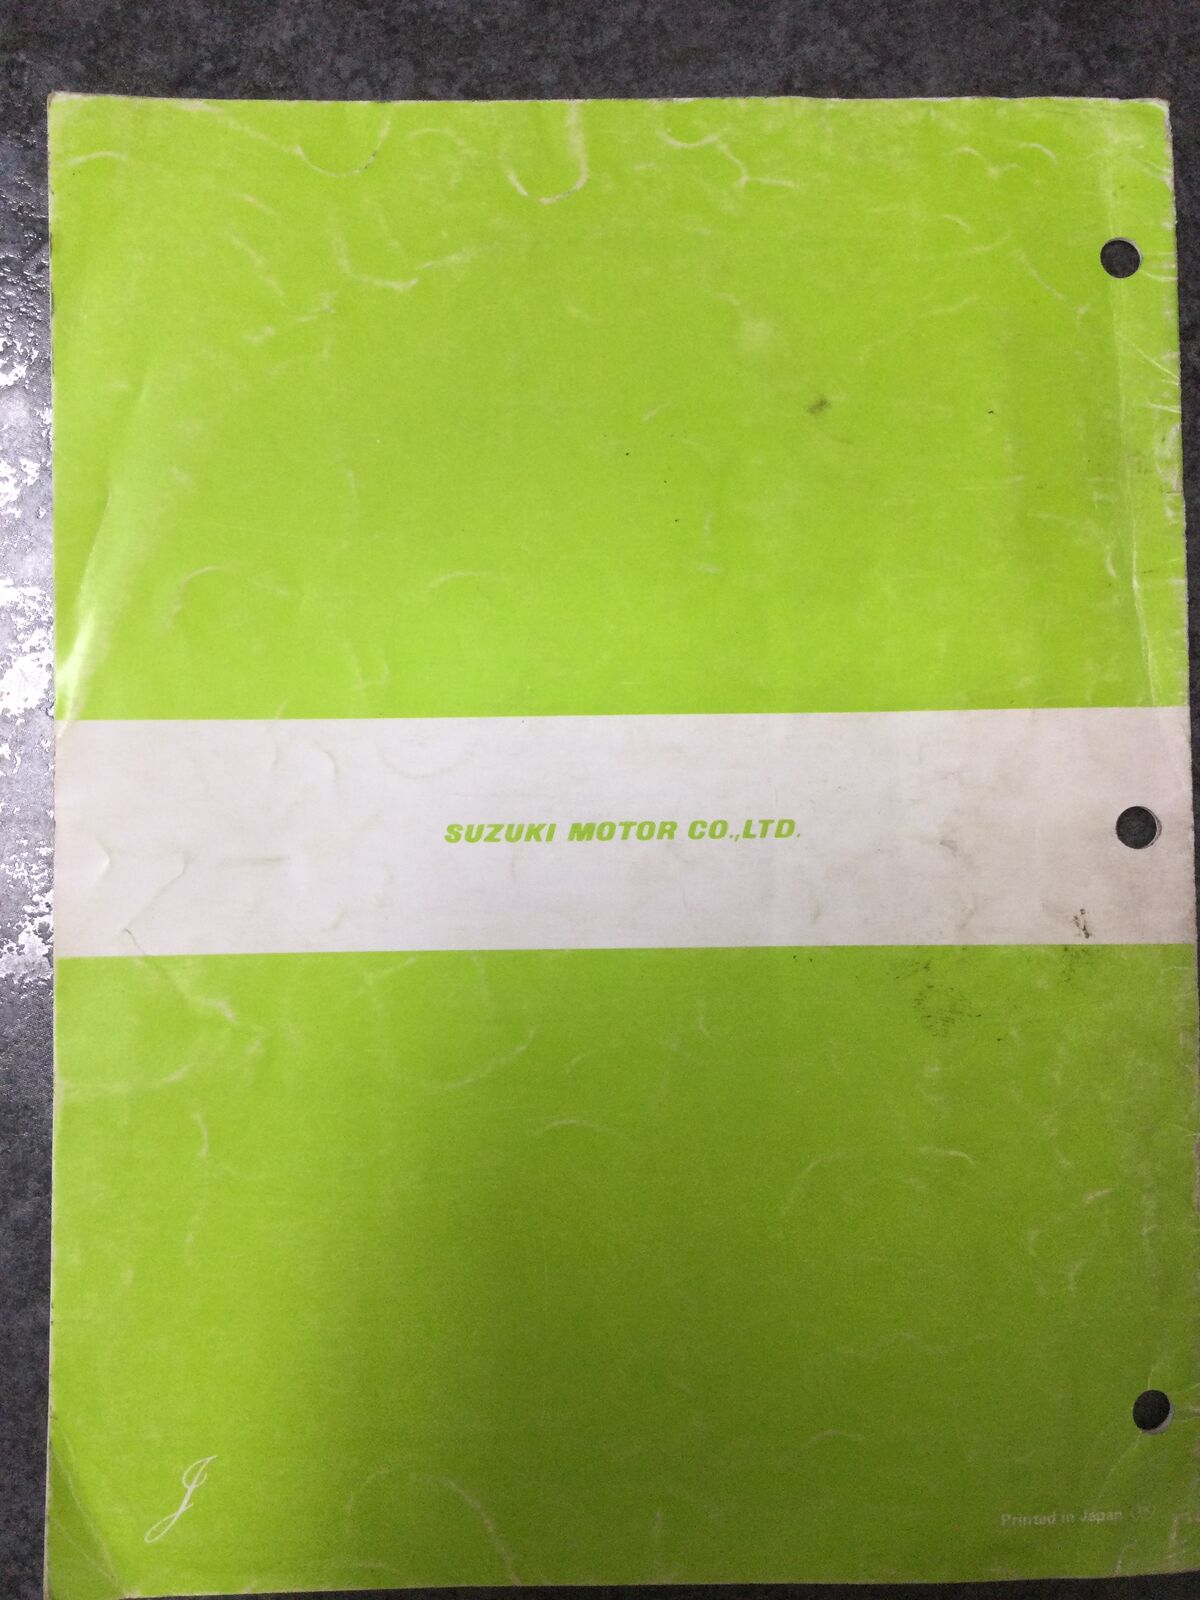 SUZUKI MOTOR CO.,LTD.
J
Printed in Japan